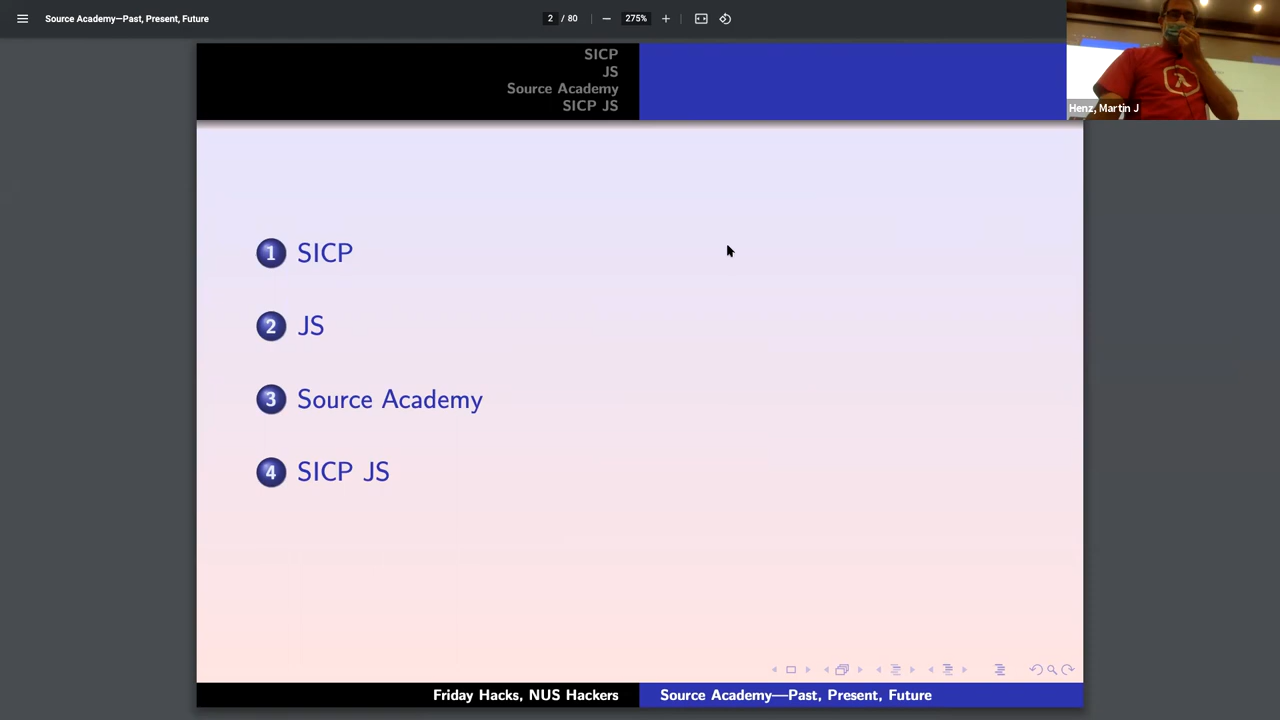 Source Academy—Past, Present, Future
2 / 80
275%
SICP
JS
Source Academy
SICP JS
Henz, Martin J
λ
1 SICP
2 JS
3 Source Academy
4 SICP JS
Friday Hacks, NUS Hackers
Source Academy—Past, Present, Future